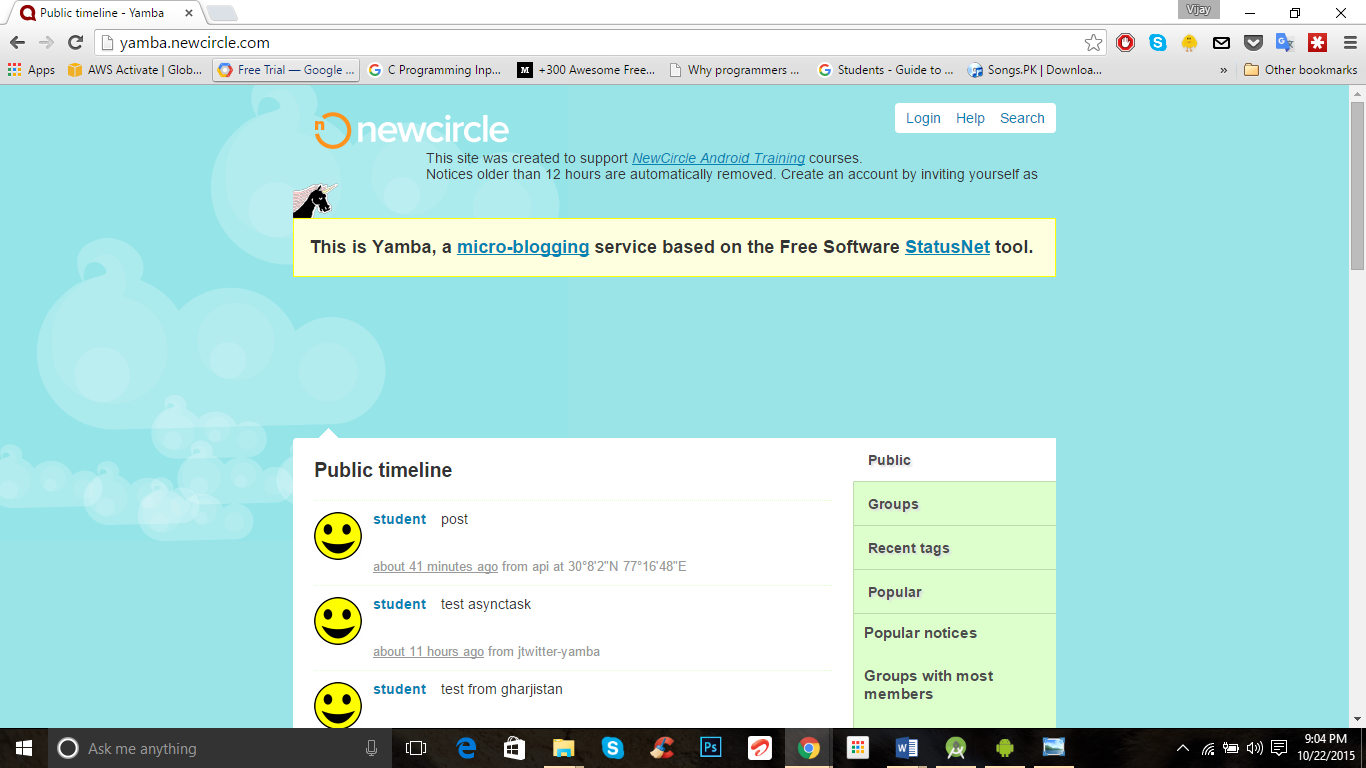 Public timeline - Yamba
Vijay
yamba.newcircle.com
Apps
AWS Activate | Glob...
Free Trial — Google ...
C Programming Inp...
M
+300 Awesome Free...
Why programmers ...
Students - Guide to ...
Songs.PK | Downloa...
»
Other bookmarks
n newcircle
Login Help Search
This site was created to support NewCircle Android Training courses.
Notices older than 12 hours are automatically removed. Create an account by inviting yourself as
This is Yamba, a micro-blogging service based on the Free Software StatusNet tool.
Public timeline
student post
about 41 minutes ago from api at 30°8'2"N 77°16'48"E
student test asynctask
about 11 hours ago from jtwitter-yamba
student test from gharjistan
Public
Groups
Recent tags
Popular
Popular notices
Groups with most
members
Ask me anything
Ps
9:04 PM
10/22/2015